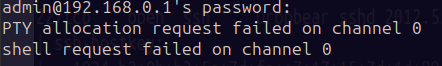 admin@192.168.0.1's password:
PTY allocation request failed on channel 0
shell request failed on channel 0